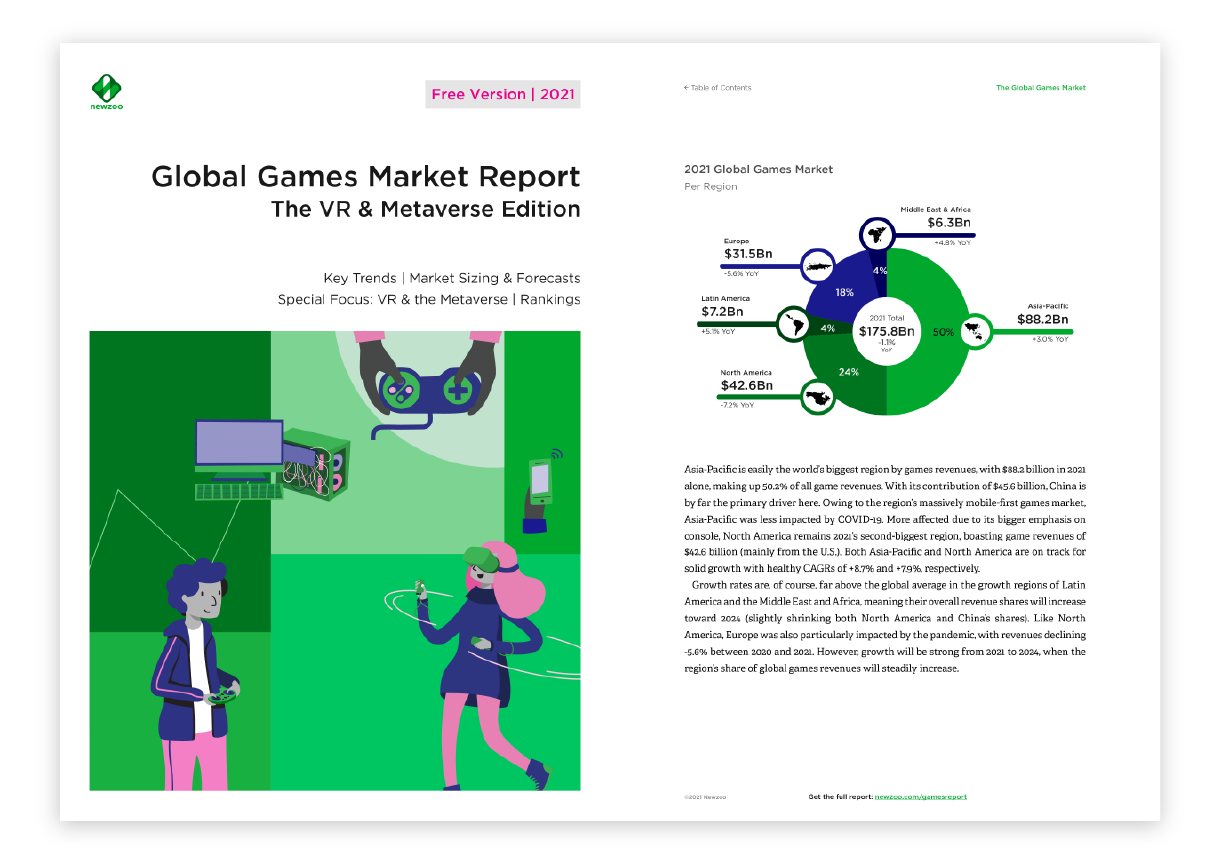 newzoo
Free Version | 2021
Global Games Market Report
The VR & Metaverse Edition
Key Trends | Market Sizing & Forecasts
Special Focus: VR & the Metaverse | Rankings
← Table of Contents
The Global Games Market
2021 Global Games Market
Per Region
Middle East & Africa
$6.3Bn
+4.8% YoY
Europe
$31.5Bn
-5.6% YoY
4%
18%
Latin America
$7.2Bn
+5.1% YoY
4%
2021 Total
$175.8Bn
-1.1%
YoY
50%
Asia-Pacific
$88.2Bn
+3.0% YoY
North America
$42.6Bn
-7.2% YoY
24%
Asia-Pacific is easily the world's biggest region by games revenues, with $88.2 billion in 2021
alone, making up 50.2% of all game revenues. With its contribution of $45.6 billion, China is
by far the primary driver here. Owing to the region's massively mobile-first games market,
Asia-Pacific was less impacted by COVID-19. More affected due to its bigger emphasis on
console, North America remains 2021's second-biggest region, boasting game revenues of
$42.6 billion (mainly from the U.S.). Both Asia-Pacific and North America are on track for
solid growth with healthy CAGRs of +8.7% and +7.9%, respectively.
Growth rates are, of course, far above the global average in the growth regions of Latin
America and the Middle East and Africa, meaning their overall revenue shares will increase
toward 2024 (slightly shrinking both North America and China's shares). Like North
America, Europe was also particularly impacted by the pandemic, with revenues declining
-5.6% between 2020 and 2021. However, growth will be strong from 2021 to 2024, when the
region's share of global games revenues will steadily increase.
©2021 Newzoo
Get the full report: newzoo.com/gamesreport